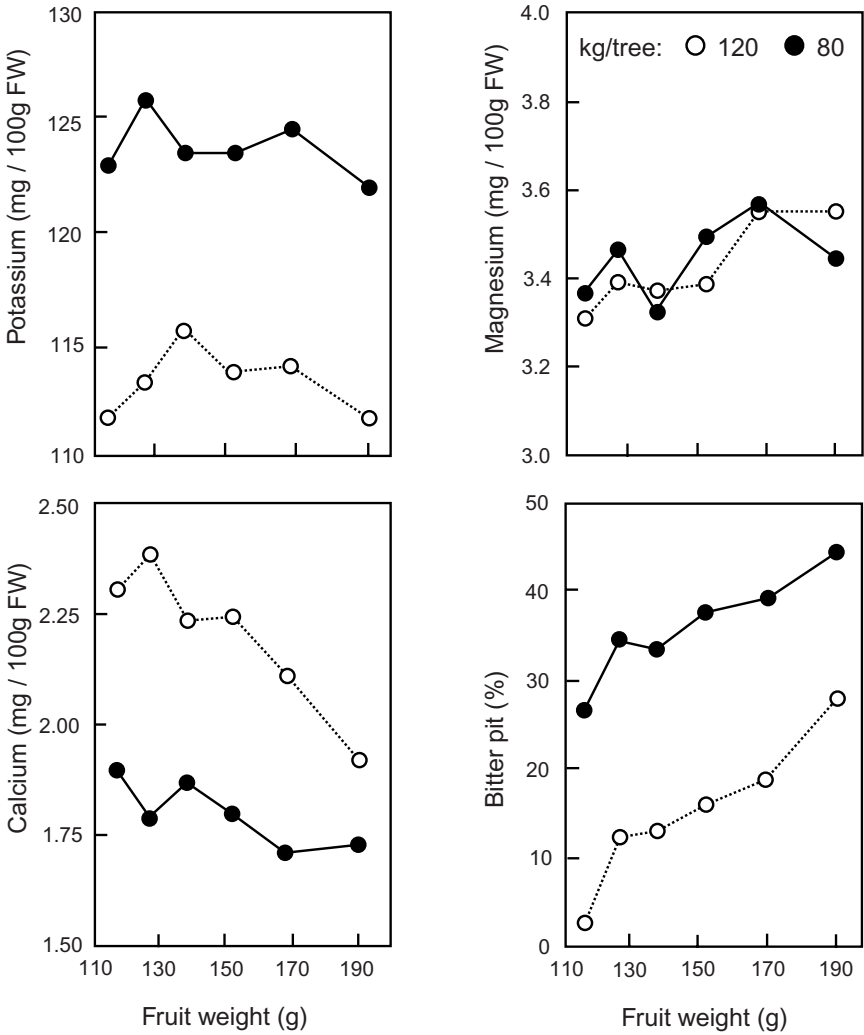 Potassium (mg / 100g FW)
130
125
120
115
110
Magnesium (mg / 100g FW)
4.0
3.8
3.6
3.4
3.2
3.0
kg/tree: 120 80
Calcium (mg / 100g FW)
2.50
2.25
2.00
1.75
1.50
110 130 150 170 190
Fruit weight (g)
Bitter pit (%)
50
40
30
20
10
0
110 130 150 170 190
Fruit weight (g)